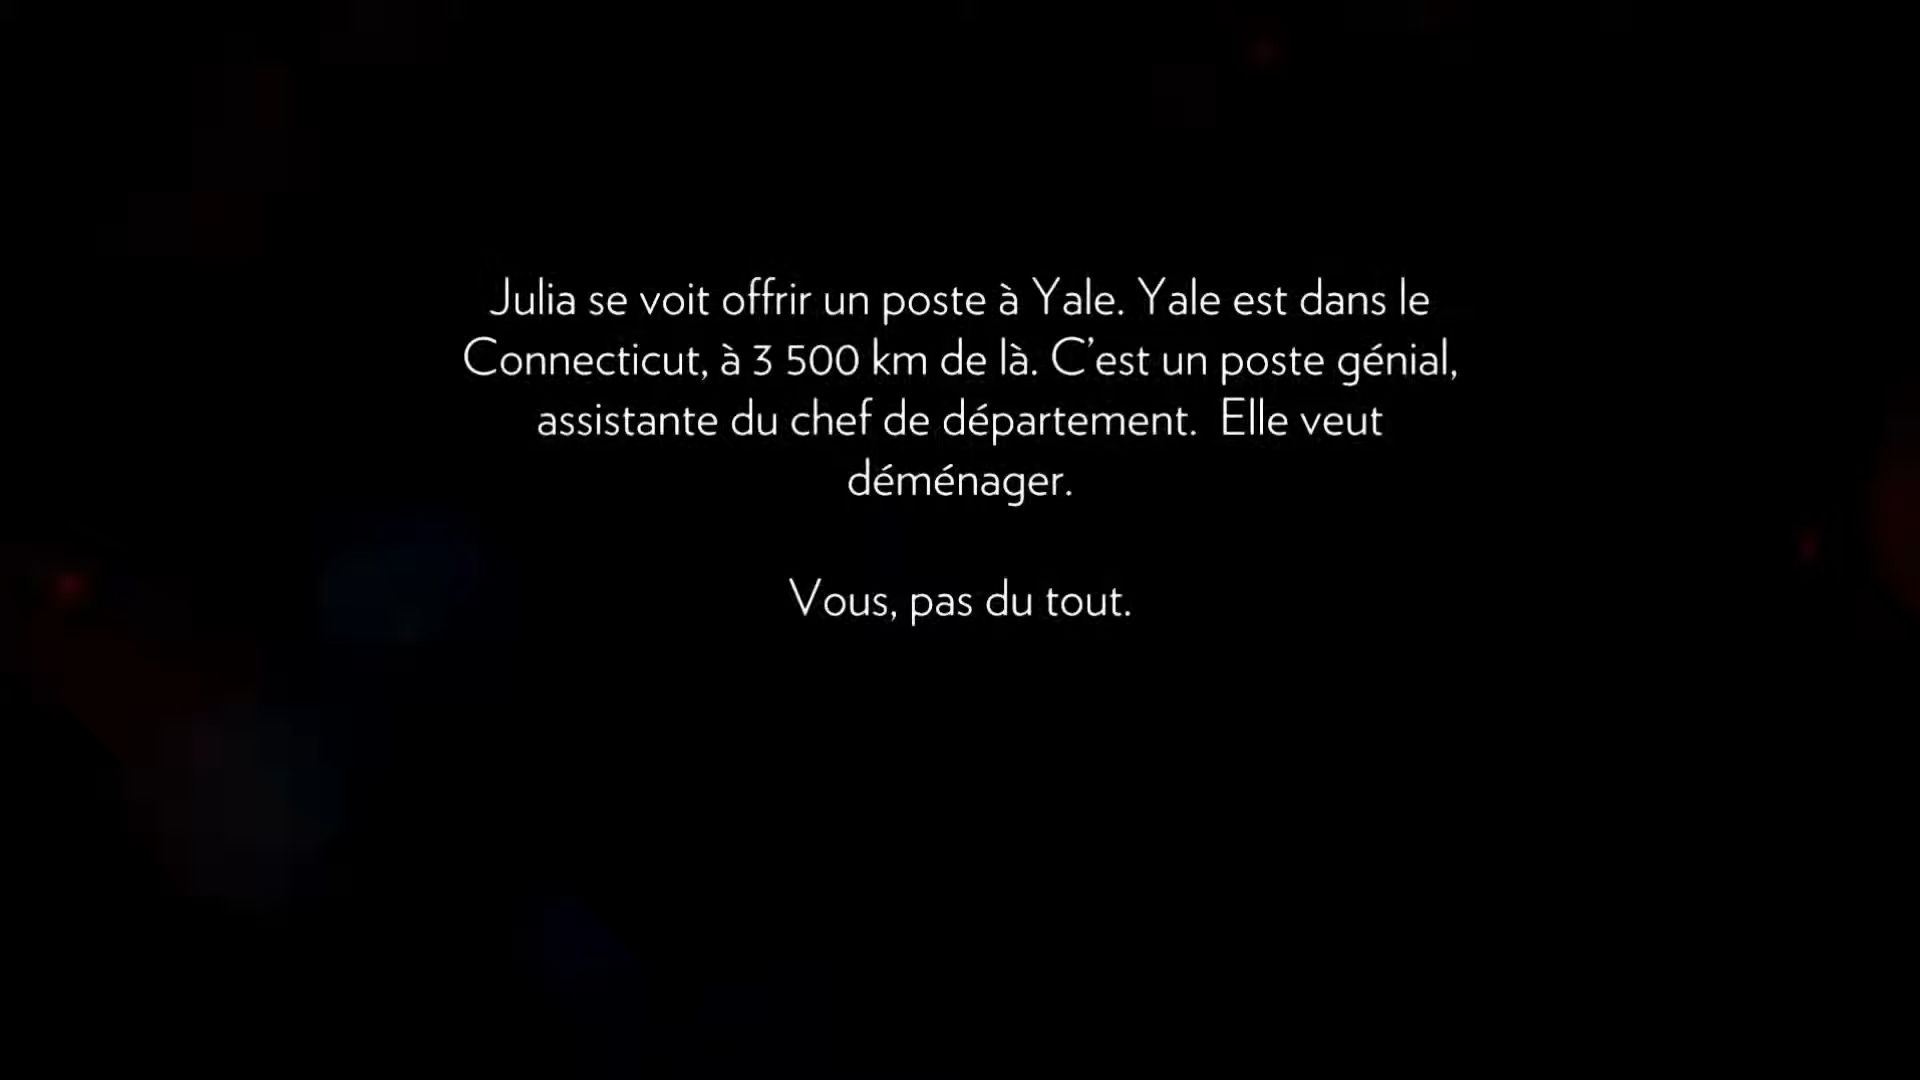 Julia se voit offrir un poste à Yale. Yale est dans le
Connecticut, à 3 500 km de là. C’est un poste génial,
assistante du chef de département.  Elle veut
déménager.
Vous, pas du tout.